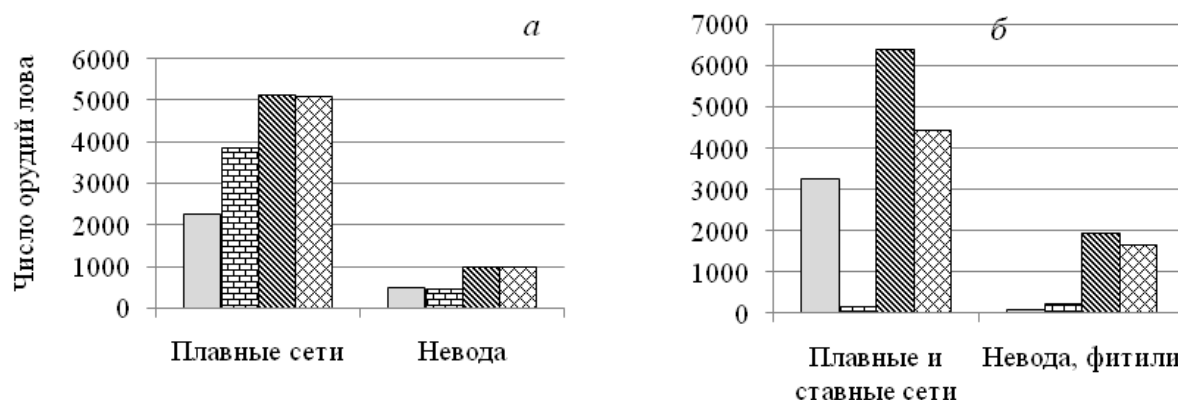 а
Число орудий лова
6000
5000
4000
3000
2000
1000
0
Плавные сети
Невода
б
7000
6000
5000
4000
3000
2000
1000
0
Плавные и
ставные сети
Невода, фитили